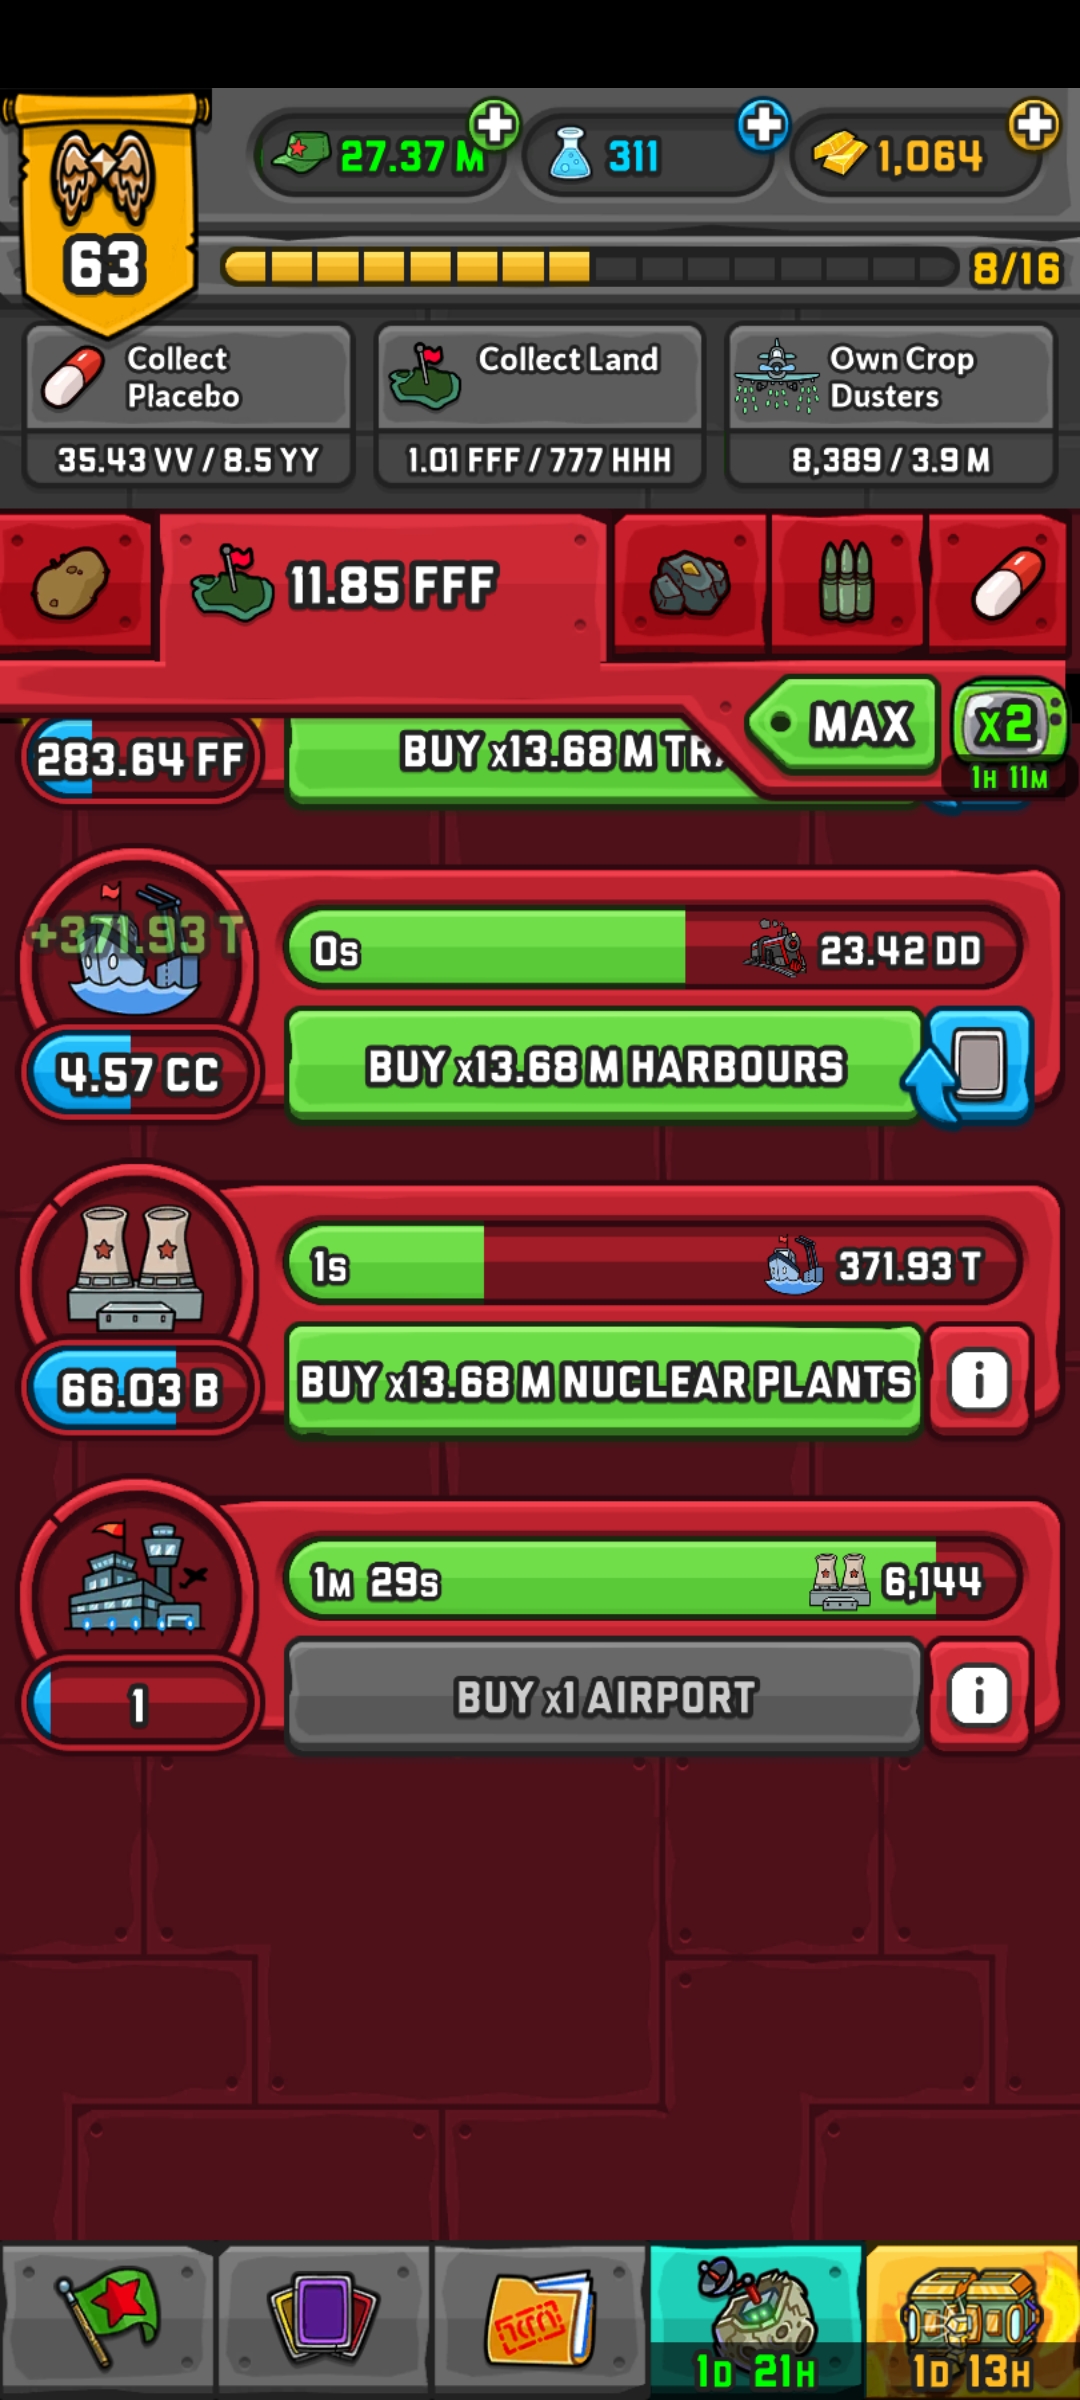 27.37 M
311
1,064
63
8/16
Collect Placebo
35.43 VV / 8.5 YY
Collect Land
1.01 FFF / 777 HHH
Own Crop Dusters
8,389 / 3.9 M
11.85 FFF
MAX
x2
1H 11M
283.64 FF
BUY x13.68 M
+371.93 T
0s
23.42 DD
4.57 CC
BUY x13.68 M HARBOURS
1s
371.93 T
66.03 B
BUY x13.68 M NUCLEAR PLANTS
i
1M 29s
6,144
1
BUY x1 AIRPORT
i
1D 21H
1D 13H